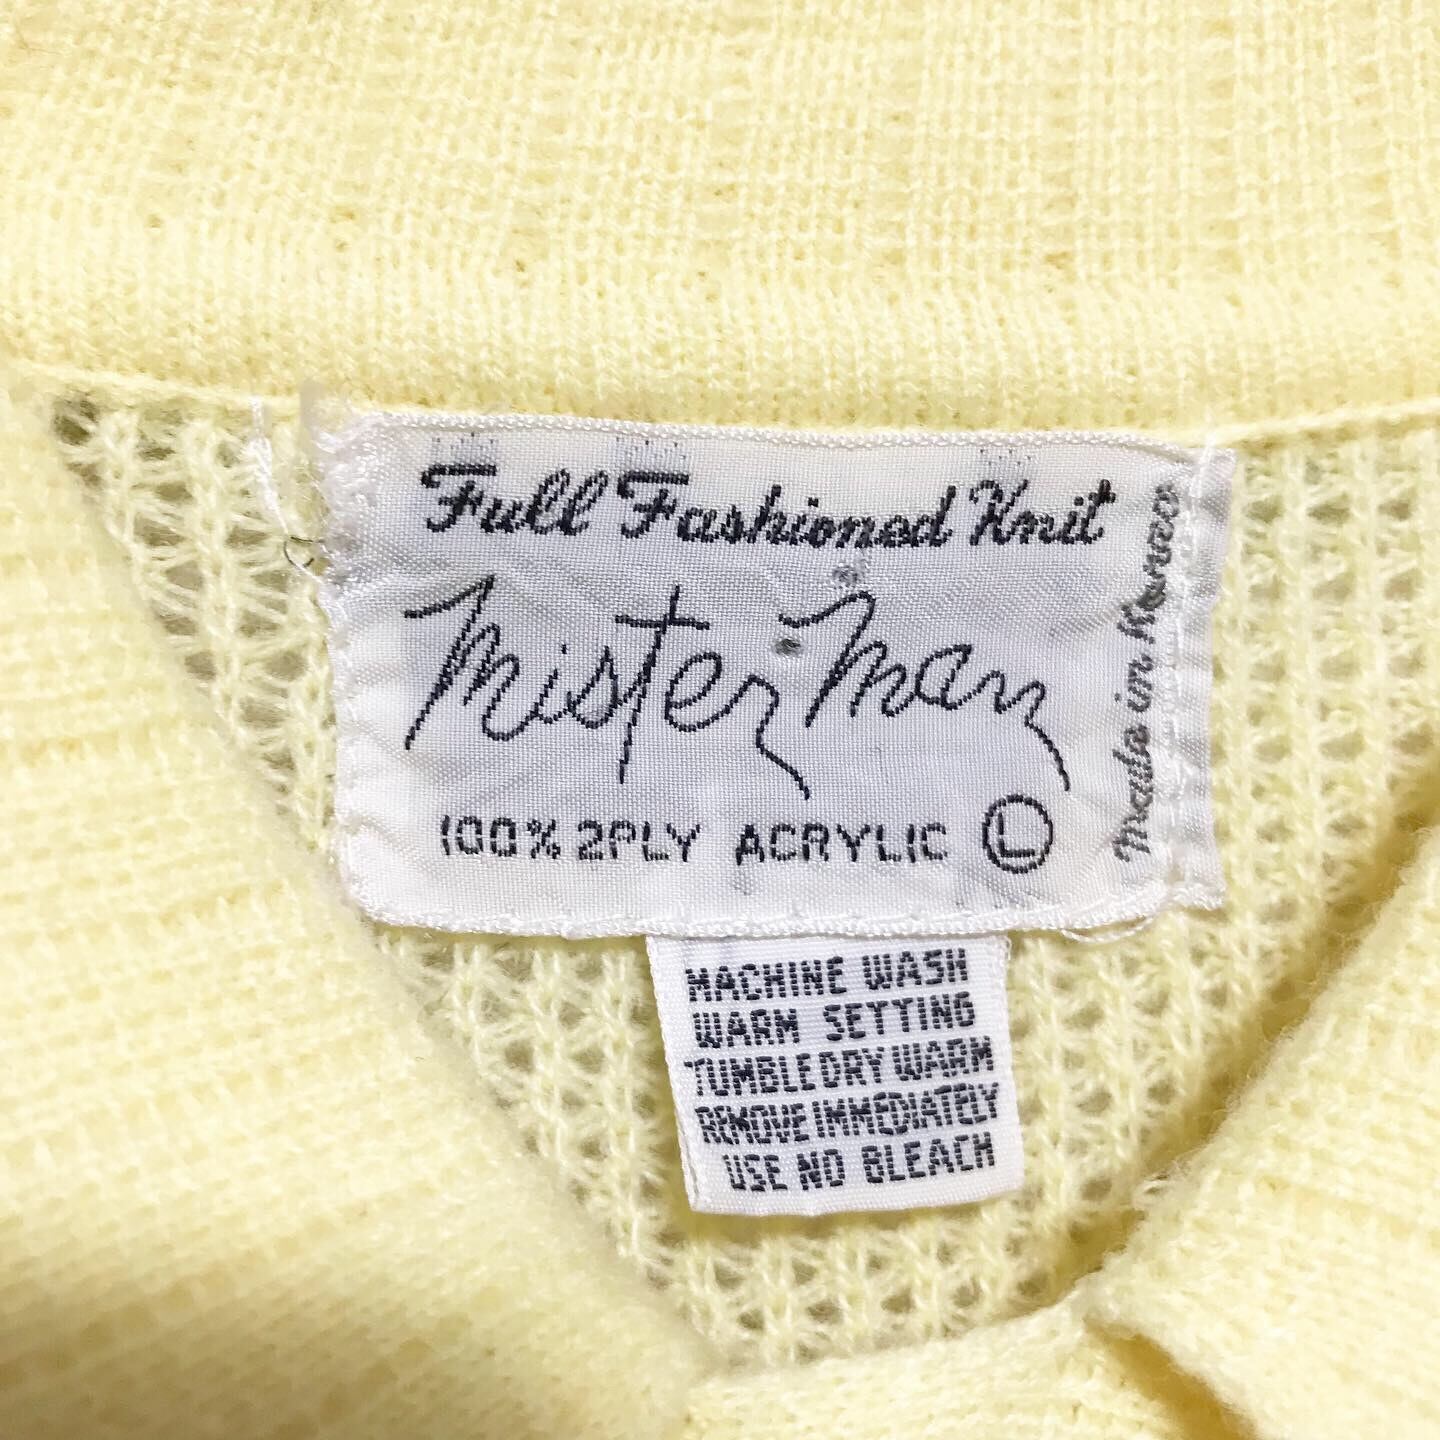 Full Fashioned Knit
Mister Man
100% 2PLY ACRYLIC L
Made in Korea
MACHINE WASH
WARM SETTING
TUMBLE DRY WARM
REMOVE IMMEDIATELY
USE NO BLEACH